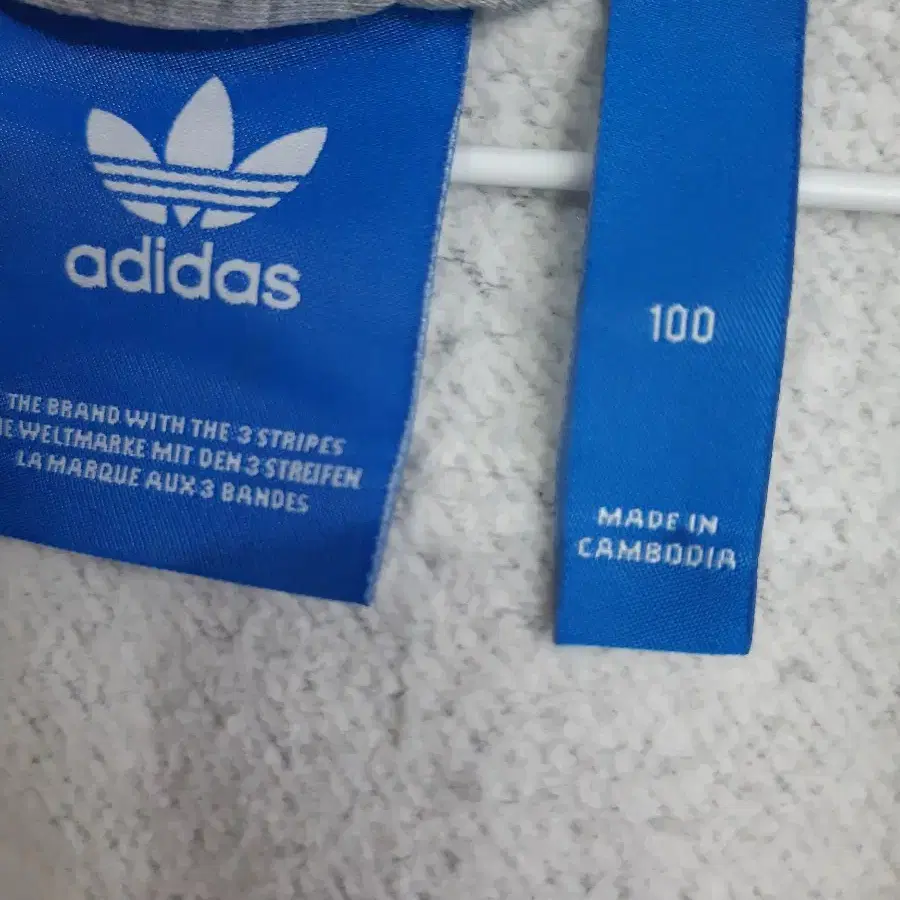 adidas
THE BRAND WITH THE 3 STRIPES
WELTMARKE MIT DEN 3 STREIFEN
LA MARQUE AUX 3 BANDES
100
MADE IN
CAMBODIA